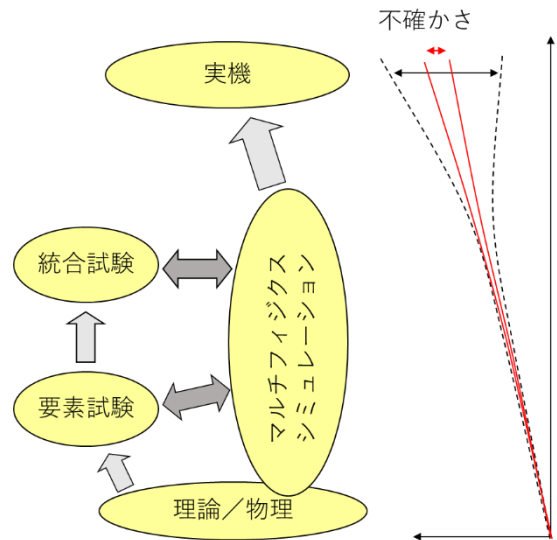 不確かさ
実機
統合試験
マルチフィジクス
シミュレーション
要素試験
理論／物理